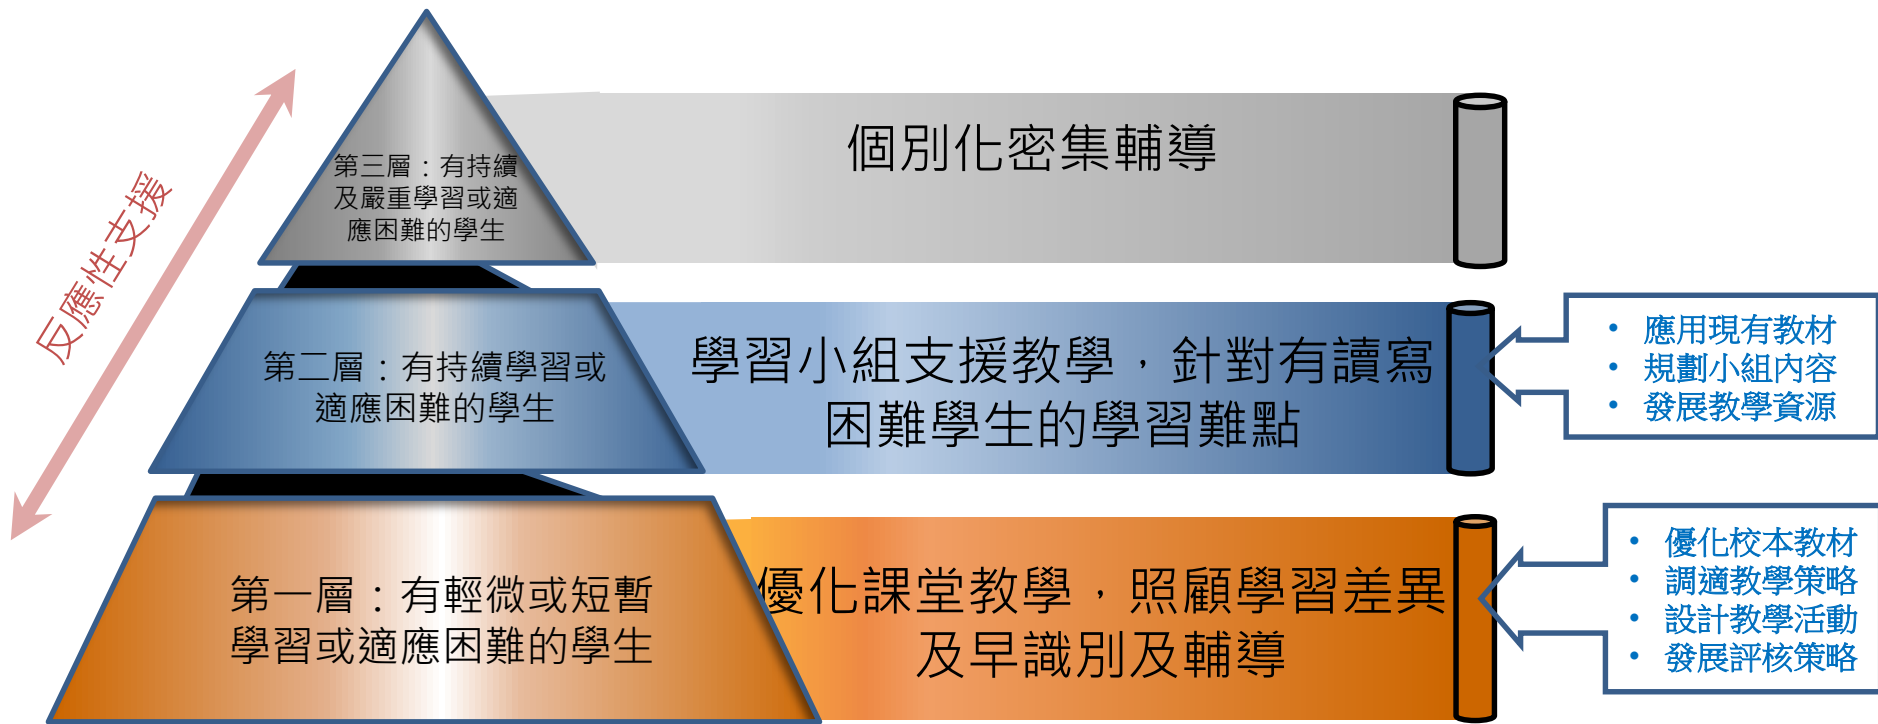 反應性支援
第三層：有持續
及嚴重學習或適
應困難的學生
個別化密集輔導
第二層：有持續學習或
適應困難的學生
學習小組支援教學，針對有讀寫
困難學生的學習難點
• 應用現有教材
• 規劃小組內容
• 發展教學資源
第一層：有輕微或短暫
學習或適應困難的學生
優化課堂教學，照顧學習差異
及早識別及輔導
• 優化校本教材
• 調適教學策略
• 設計教學活動
• 發展評核策略